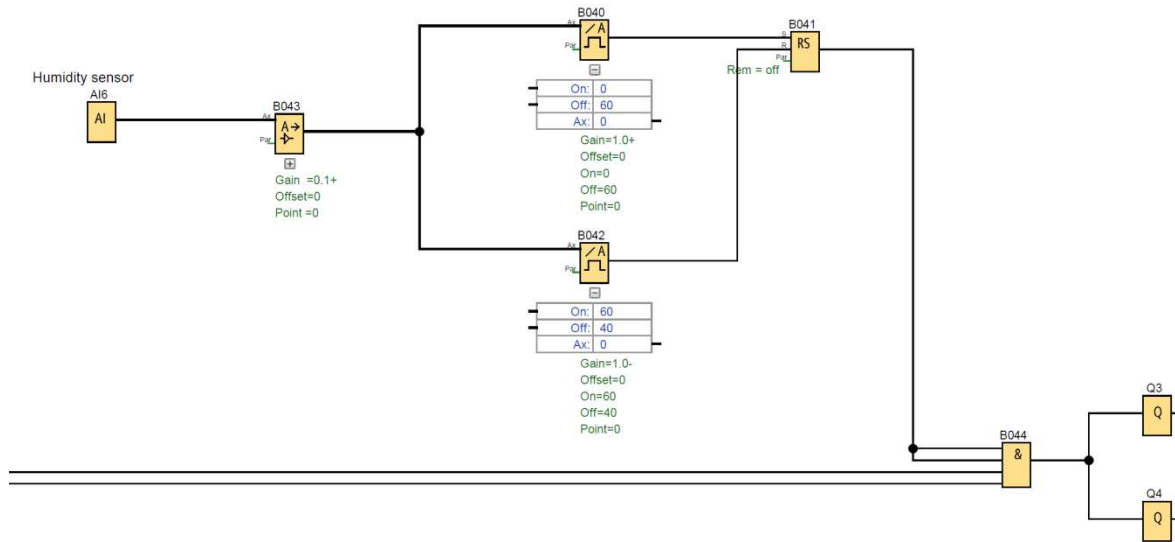 Humidity sensor
AI6
AI
B043
Ax
A→
Par
Gain =0.1+
Offset=0
Point =0
B040
Ax
A
Par
On: 0
Off: 60
Ax: 0
Gain=1.0+
Offset=0
On=0
Off=60
Point=0
B042
Ax
A
Par
On: 60
Off: 40
Ax: 0
Gain=1.0-
Offset=0
On=60
Off=40
Point=0
B041
S
R
RS
Par
Rem = off
B044
&
Q3
Q
Q4
Q